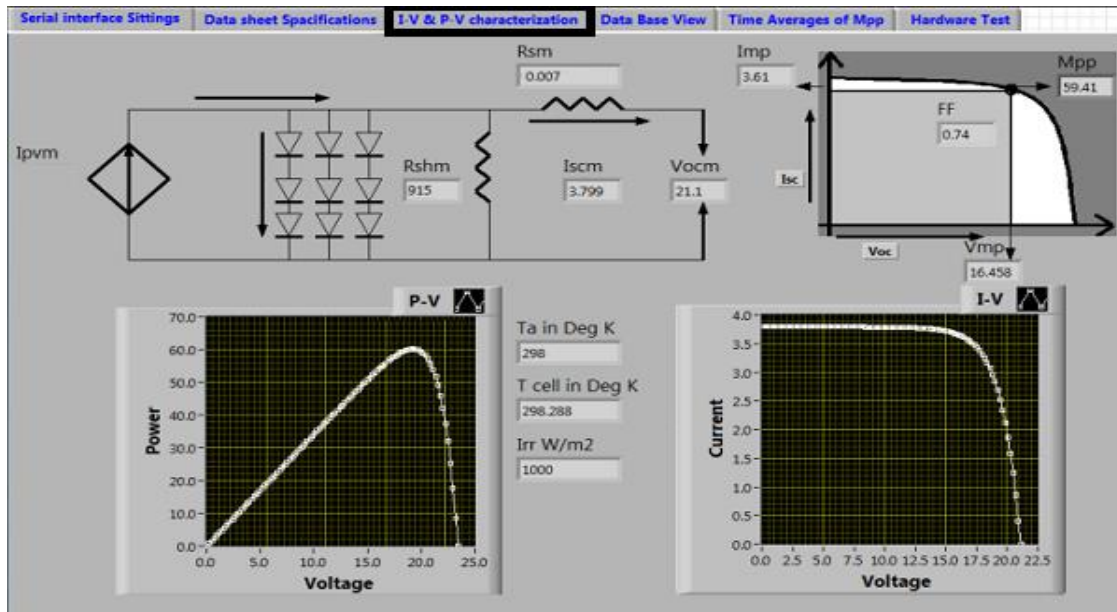 Serial interface Sittings
Data sheet Spacifications
I-V & P-V characterization
Data Base View
Time Averages of Mpp
Hardware Test
Rsm
0.007
Imp
3.61
Mpp
59.41
FF
0.74
Ipvm
Rshm
915
Iscm
3.799
Vocm
21.1
Isc
Voc
Vmp
16.458
P-V
70.0
60.0
50.0
40.0
30.0
20.0
10.0
0.0
Power
0.0 5.0 10.0 15.0 20.0 25.0
Voltage
Ta in Deg K
298
T cell in Deg K
298.288
Irr W/m2
1000
I-V
4.0
3.5
3.0
2.5
2.0
1.5
1.0
0.5
0.0
Current
0.0 2.5 5.0 7.5 10.0 12.5 15.0 17.5 20.0 22.5
Voltage